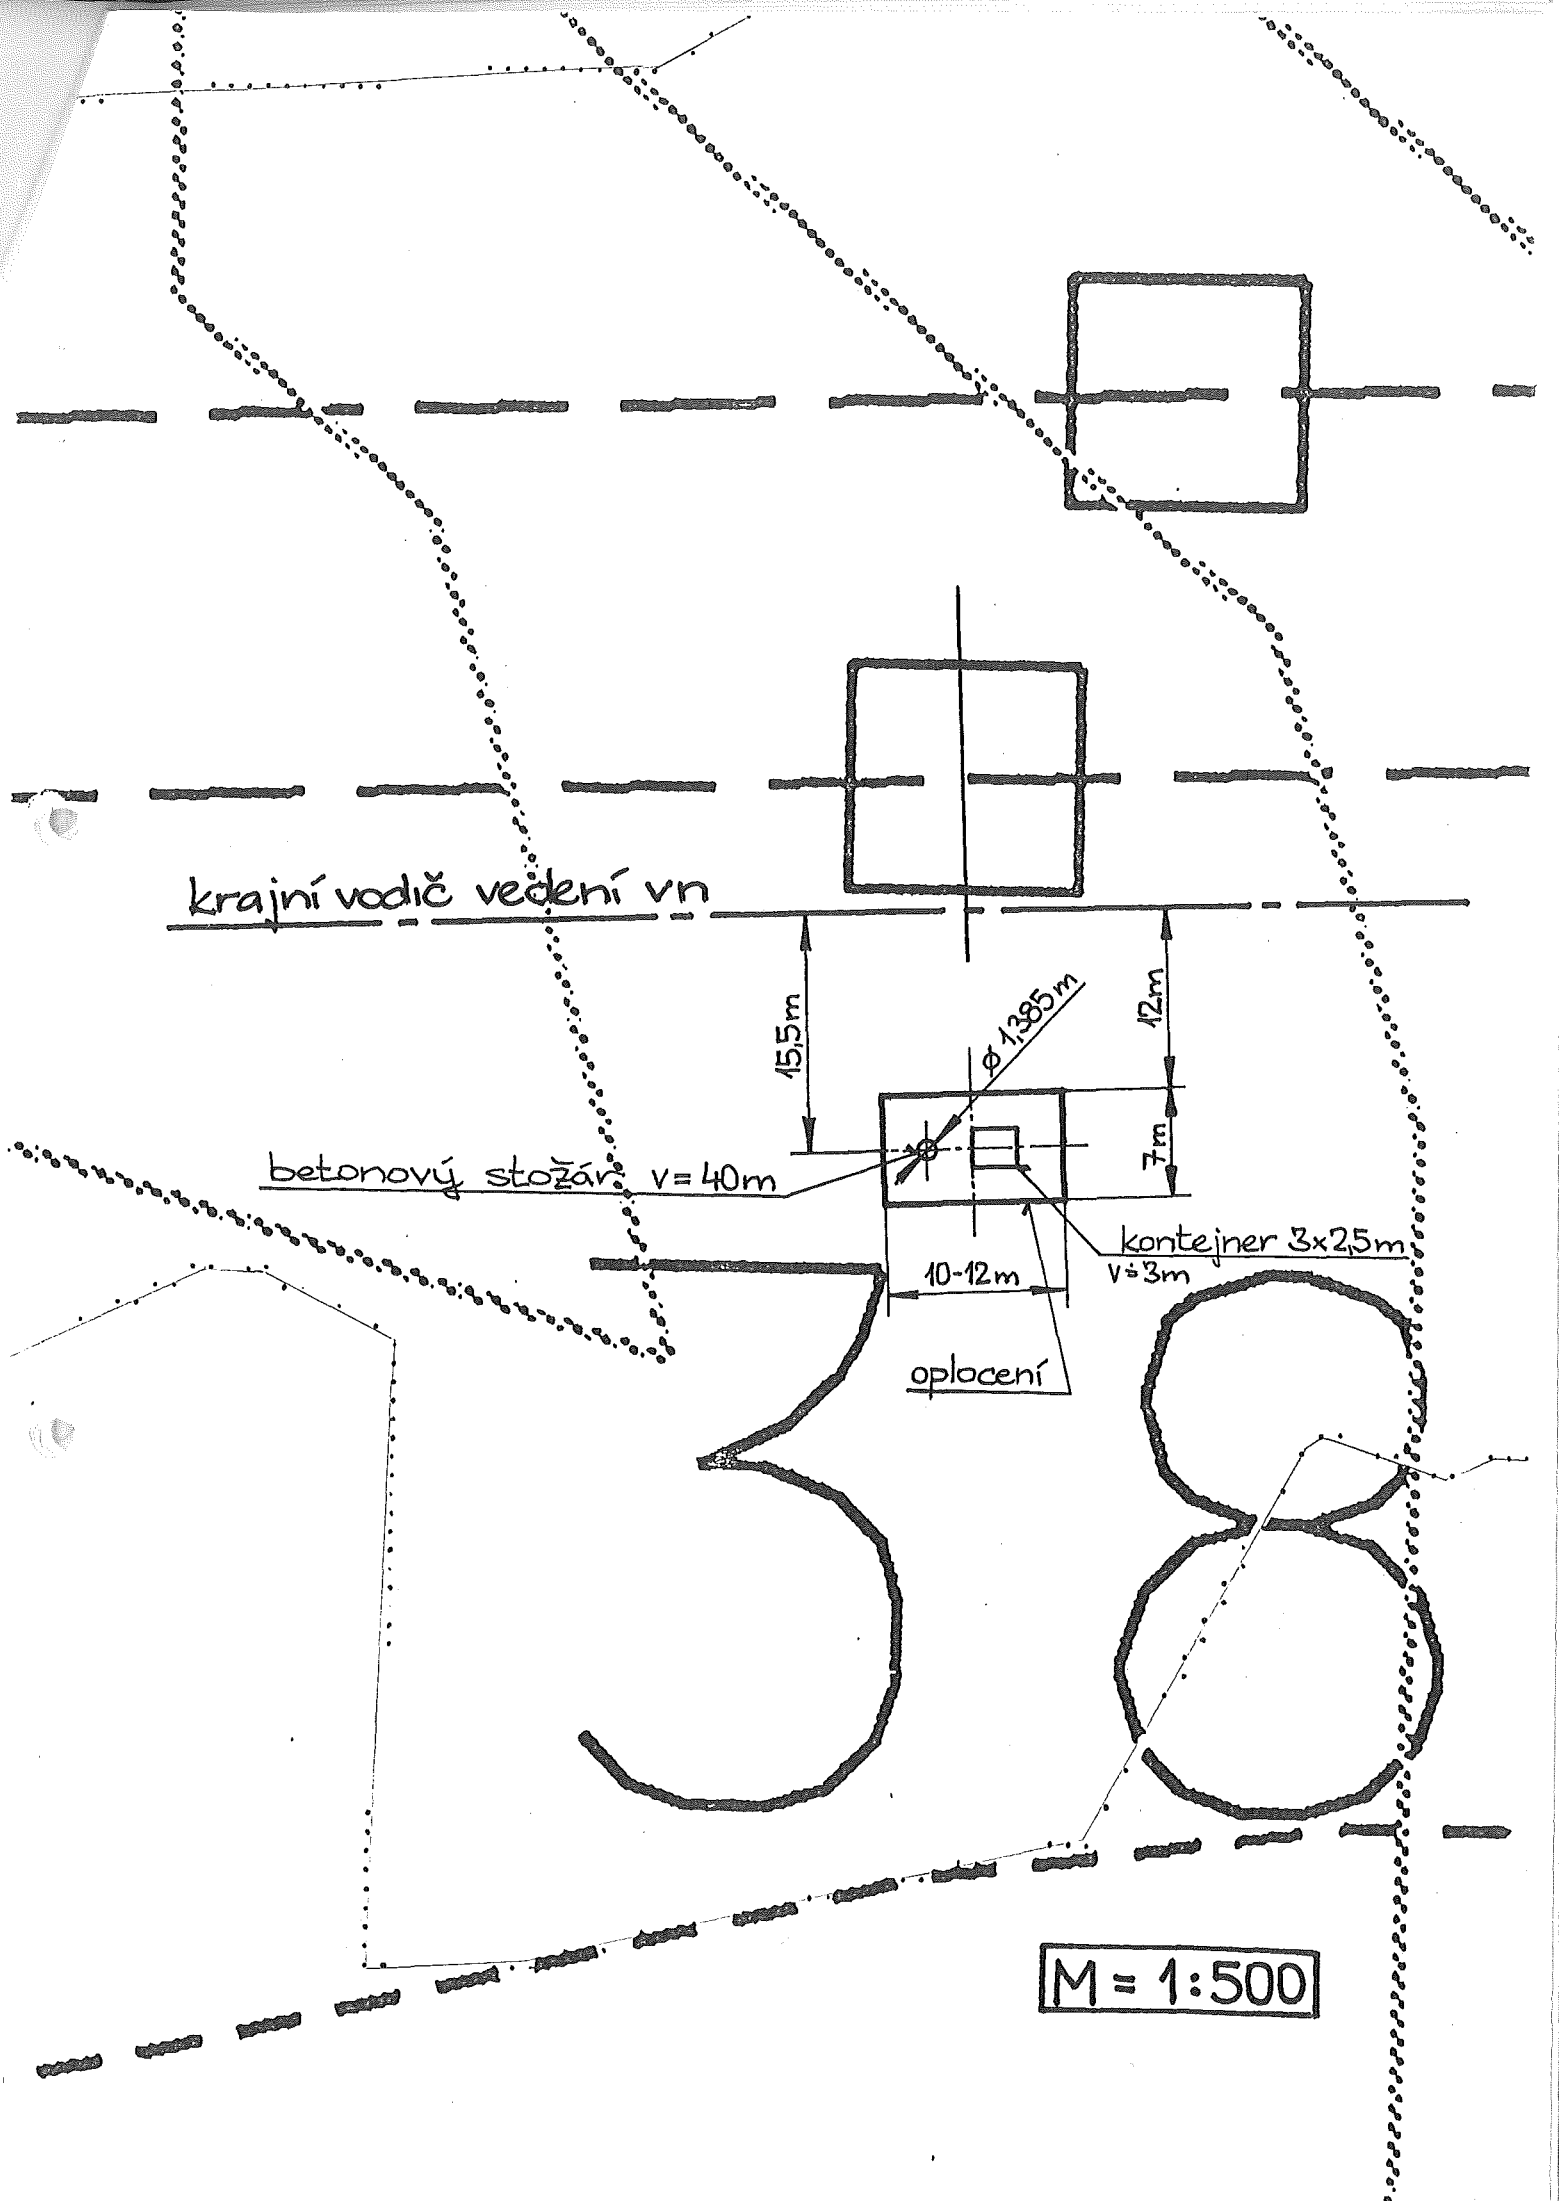 krajní vodič vedení vn
15,5m
ø 1,385m
12m
7m
betonový stožár v=40m
kontejner 3x2,5m
v÷3m
10-12m
oplocení
38
M = 1:500